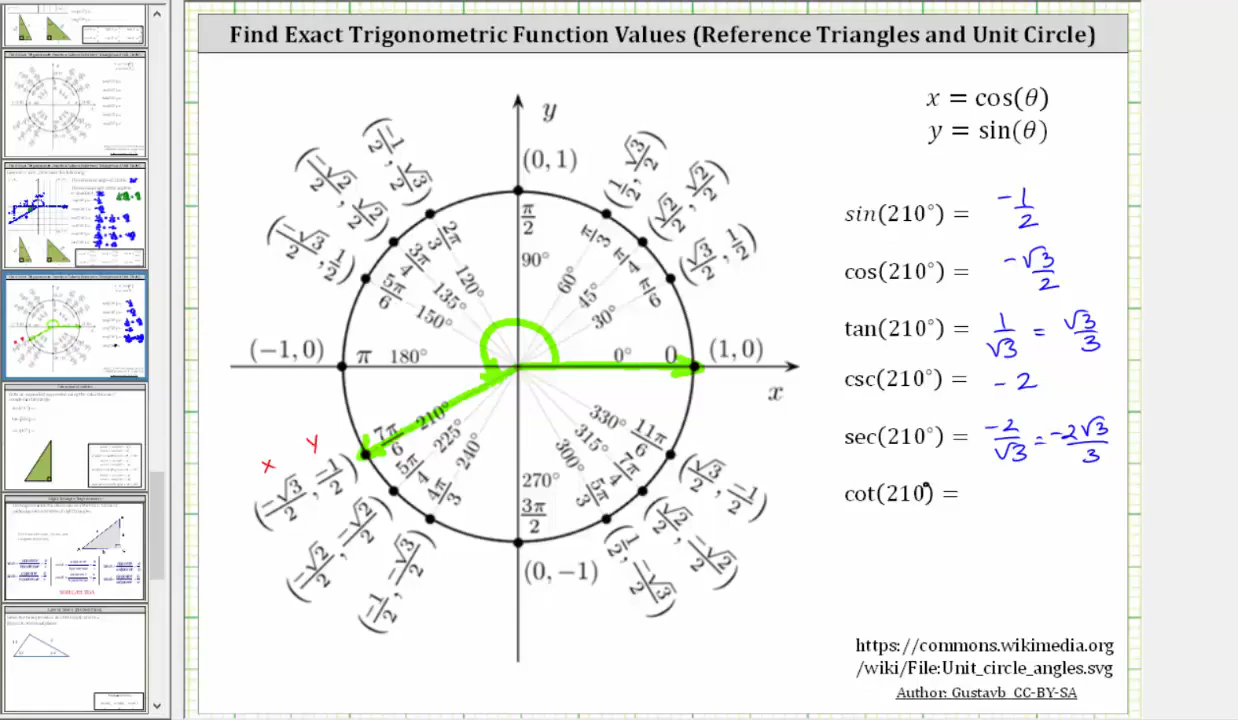 Find Exact Trigonometric Function Values (Reference Triangles and Unit Circle)
x = cos(θ)
y = sin(θ)
sin(210°) = -1/2
cos(210°) = -√3/2
tan(210°) = 1/√3 = √3/3
csc(210°) = -2
sec(210°) = -2/√3 = -2√3/3
cot(210°) =
y
(0, 1)
(-1/2, √3/2)
(1/2, √3/2)
(-√2/2, √2/2)
(√2/2, √2/2)
(-√3/2, 1/2)
(√3/2, 1/2)
π/2
90°
2π/3
120°
3π/4
135°
5π/6
150°
π/3
60°
π/4
45°
π/6
30°
(-1, 0)
π 180°
0° 0
(1, 0)
x
7π/6 210°
5π/4 225°
4π/3 240°
270°
3π/2
330° 11π/6
315° 7π/4
300° 5π/3
x y
(-√3/2, -1/2)
(√3/2, -1/2)
(-√2/2, -√2/2)
(√2/2, -√2/2)
(-1/2, -√3/2)
(1/2, -√3/2)
(0, -1)
https://commons.wikimedia.org
/wiki/File:Unit_circle_angles.svg
Author: Gustavb CC-BY-SA